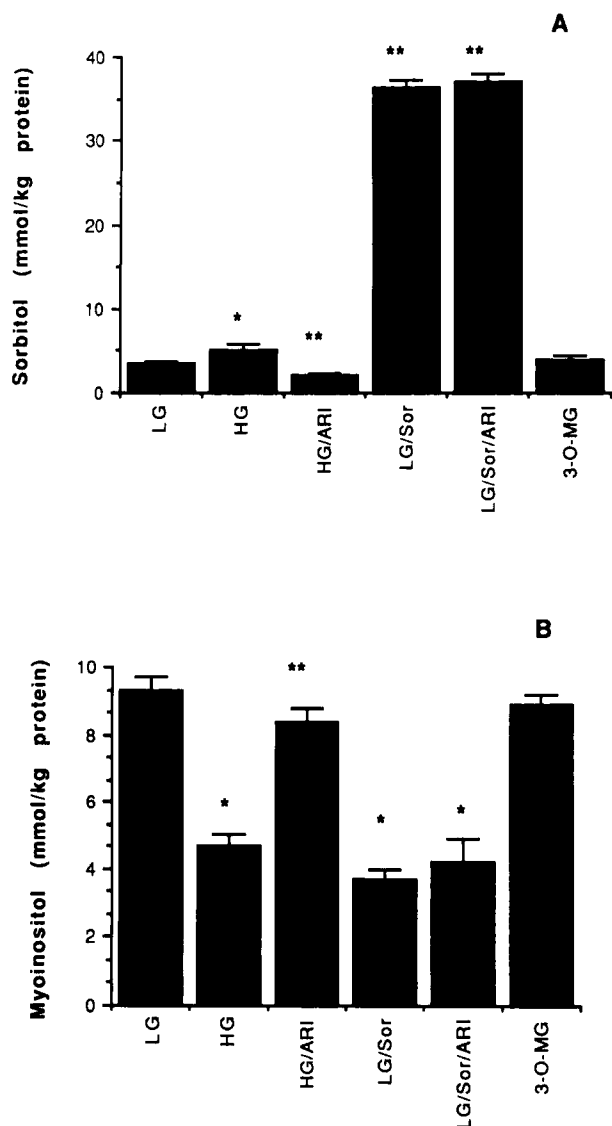 A
Sorbitol (mmol/kg protein)
40
30
20
10
0
*
**
**
**
LG
HG
HG/ARI
LG/Sor
LG/Sor/ARI
3-O-MG
B
Myoinositol (mmol/kg protein)
10
8
6
4
2
0
*
**
*
*
LG
HG
HG/ARI
LG/Sor
LG/Sor/ARI
3-O-MG